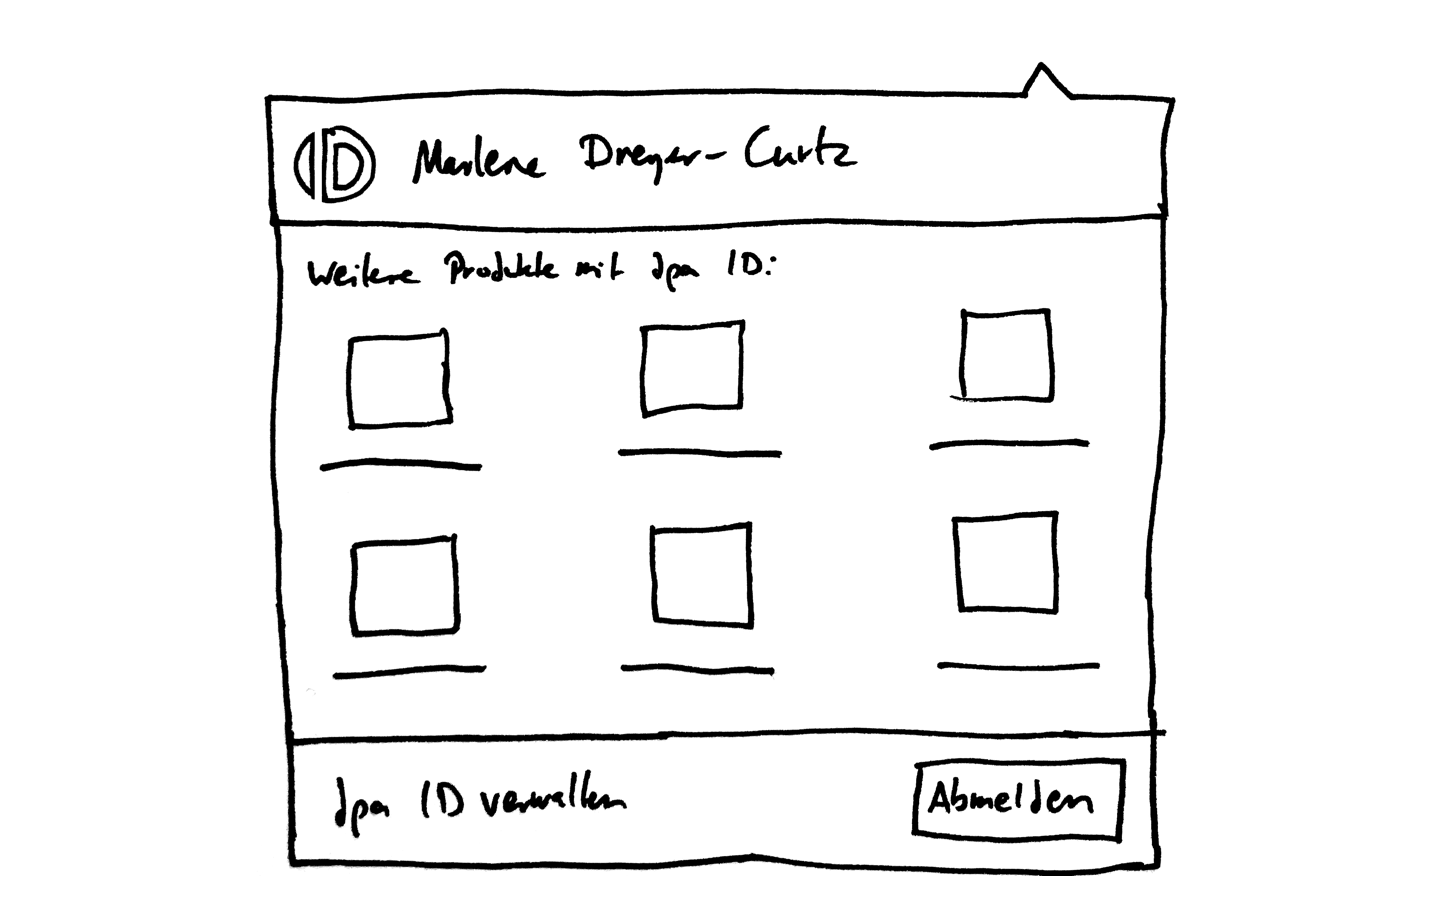 ID Marlene Dreyer-Curtz
Weitere Produkte mit dpa ID:
dpa ID verwalten
Abmelden